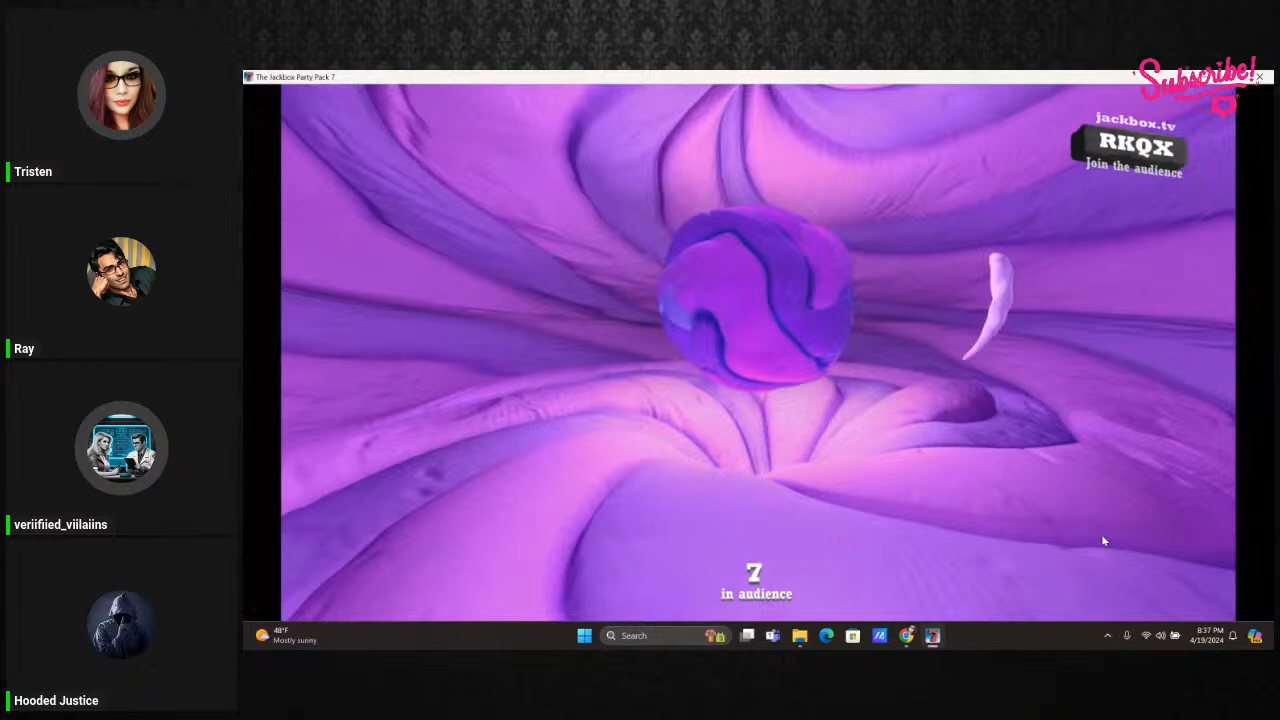 Tristen
Ray
veriifiied_viilaiins
Hooded Justice
The Jackbox Party Pack 7
Subscribe!
jackbox.tv
RKQX
Join the audience
7
in audience
48°F
Mostly sunny
Search
8:37 PM
4/19/2024